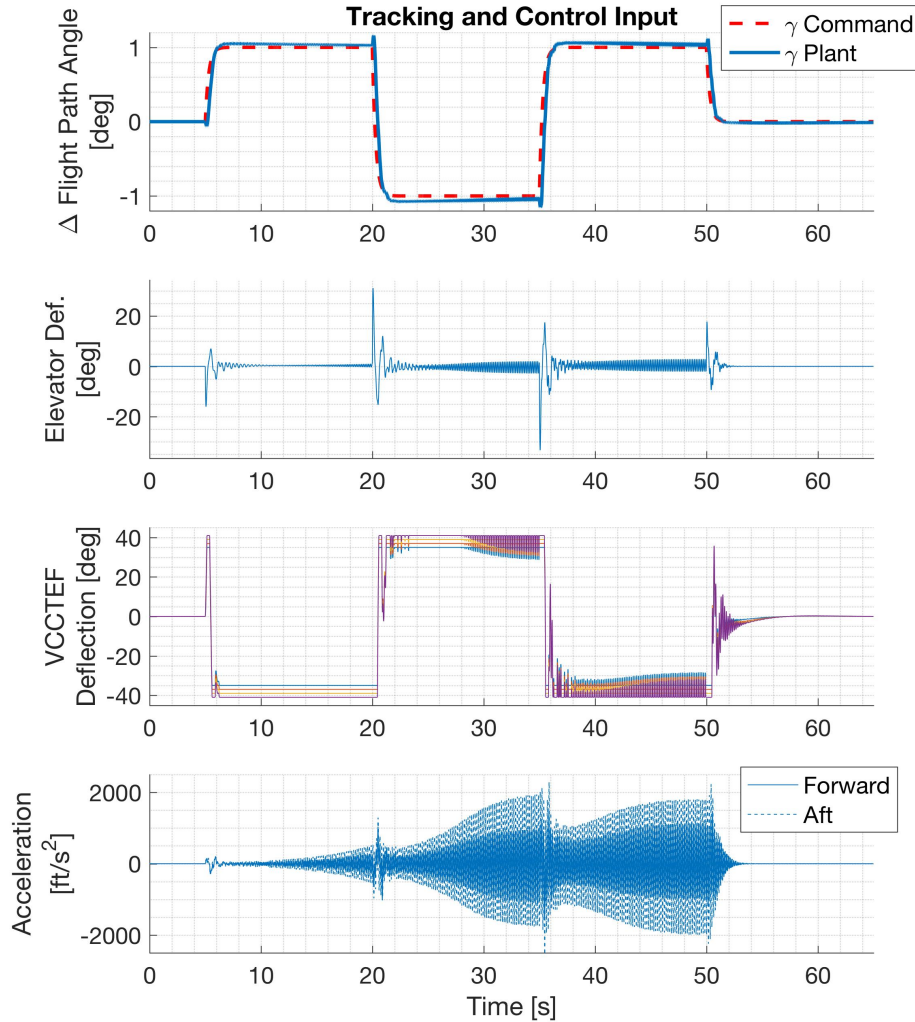 Tracking and Control Input
γ Command
γ Plant
Δ Flight Path Angle
[deg]
1
0
-1
0 10 20 30 40 50 60
Elevator Def.
[deg]
20
0
-20
0 10 20 30 40 50 60
VCCTEF
Deflection [deg]
40
20
0
-20
-40
0 10 20 30 40 50 60
Forward
Aft
Acceleration
[ft/s²]
2000
0
-2000
0 10 20 30 40 50 60
Time [s]